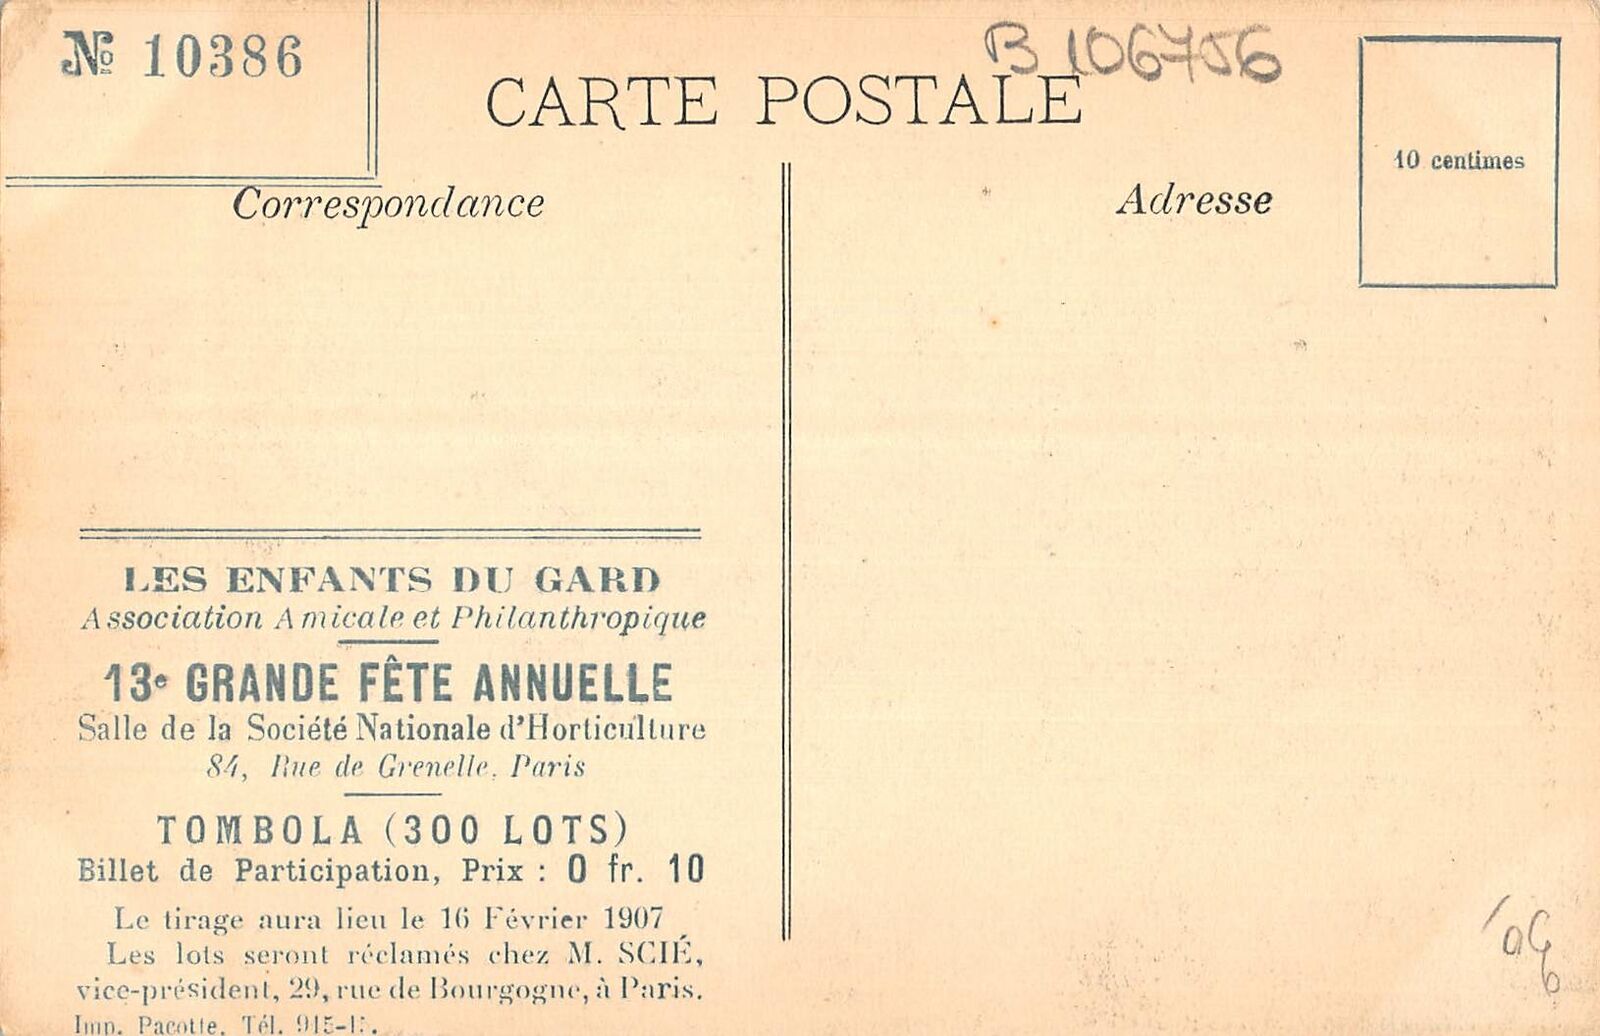 № 10386
B 106756
CARTE POSTALE
10 centimes
Correspondance
Adresse
LES ENFANTS DU GARD
Association Amicale et Philanthropique
13e GRANDE FÊTE ANNUELLE
Salle de la Société Nationale d'Horticulture
84, Rue de Grenelle, Paris
TOMBOLA (300 LOTS)
Billet de Participation, Prix : 0 fr. 10
Le tirage aura lieu le 16 Février 1907
Les lots seront réclamés chez M. SCIÉ,
vice-président, 29, rue de Bourgogne, à Paris.
Imp. Pacotte, Tél.